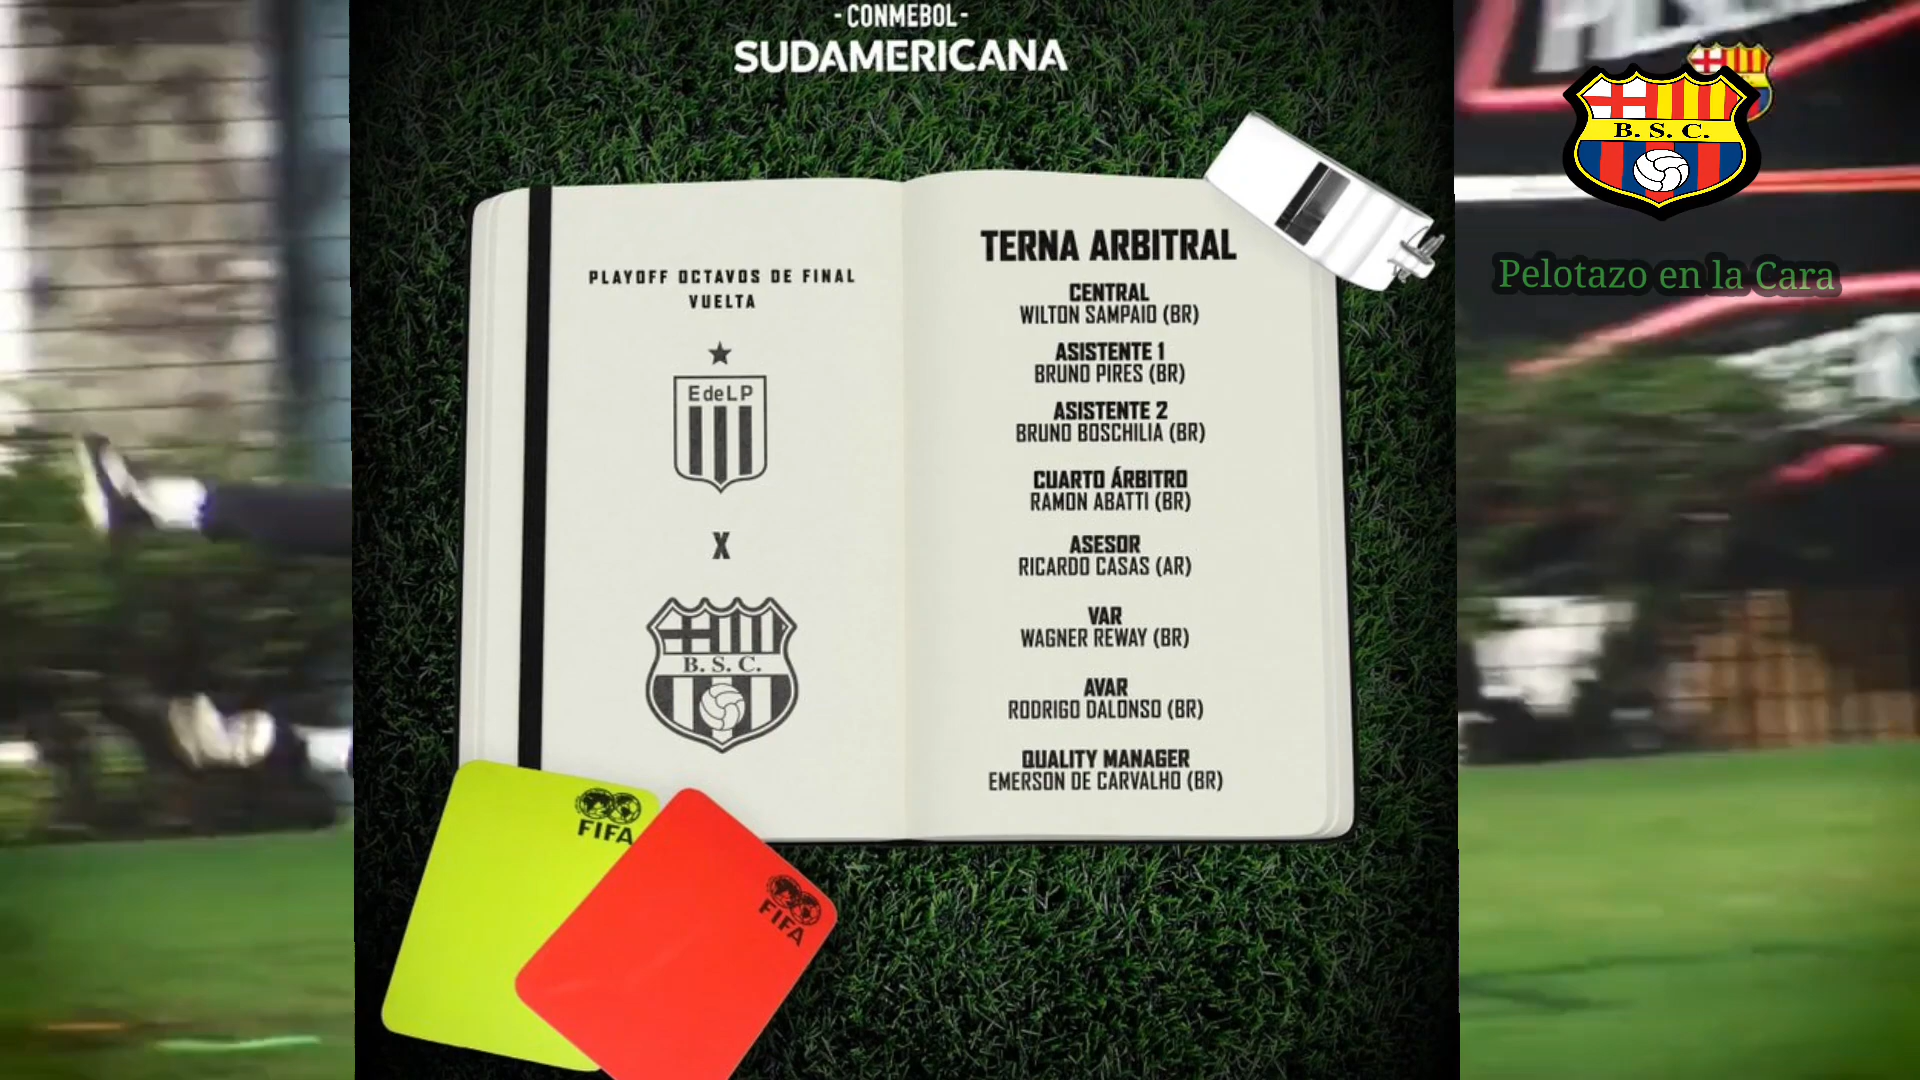 - CONMEBOL -
SUDAMERICANA
PLAYOFF OCTAVOS DE FINAL
VUELTA
E de L P
X
B. S. C.
FIFA
FIFA
TERNA ARBITRAL
CENTRAL
WILTON SAMPAIO (BR)
ASISTENTE 1
BRUNO PIRES (BR)
ASISTENTE 2
BRUNO BOSCHILIA (BR)
CUARTO ÁRBITRO
RAMON ABATTI (BR)
ASESOR
RICARDO CASAS (AR)
VAR
WAGNER REWAY (BR)
AVAR
RODRIGO DALONSO (BR)
QUALITY MANAGER
EMERSON DE CARVALHO (BR)
B. S. C.
Pelotazo en la Cara